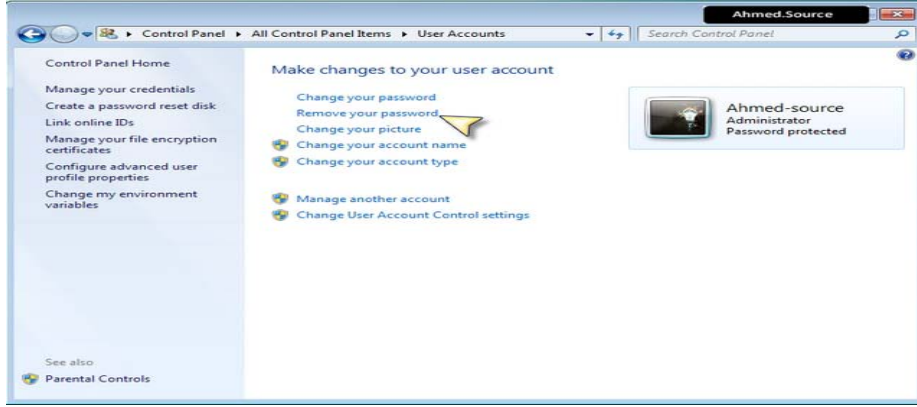 Ahmed.Source
Control Panel ▸ All Control Panel Items ▸ User Accounts
Search Control Panel
Control Panel Home
Manage your credentials
Create a password reset disk
Link online IDs
Manage your file encryption
certificates
Configure advanced user
profile properties
Change my environment
variables
See also
Parental Controls
Make changes to your user account
Change your password
Remove your password
Change your picture
Change your account name
Change your account type
Manage another account
Change User Account Control settings
Ahmed-source
Administrator
Password protected